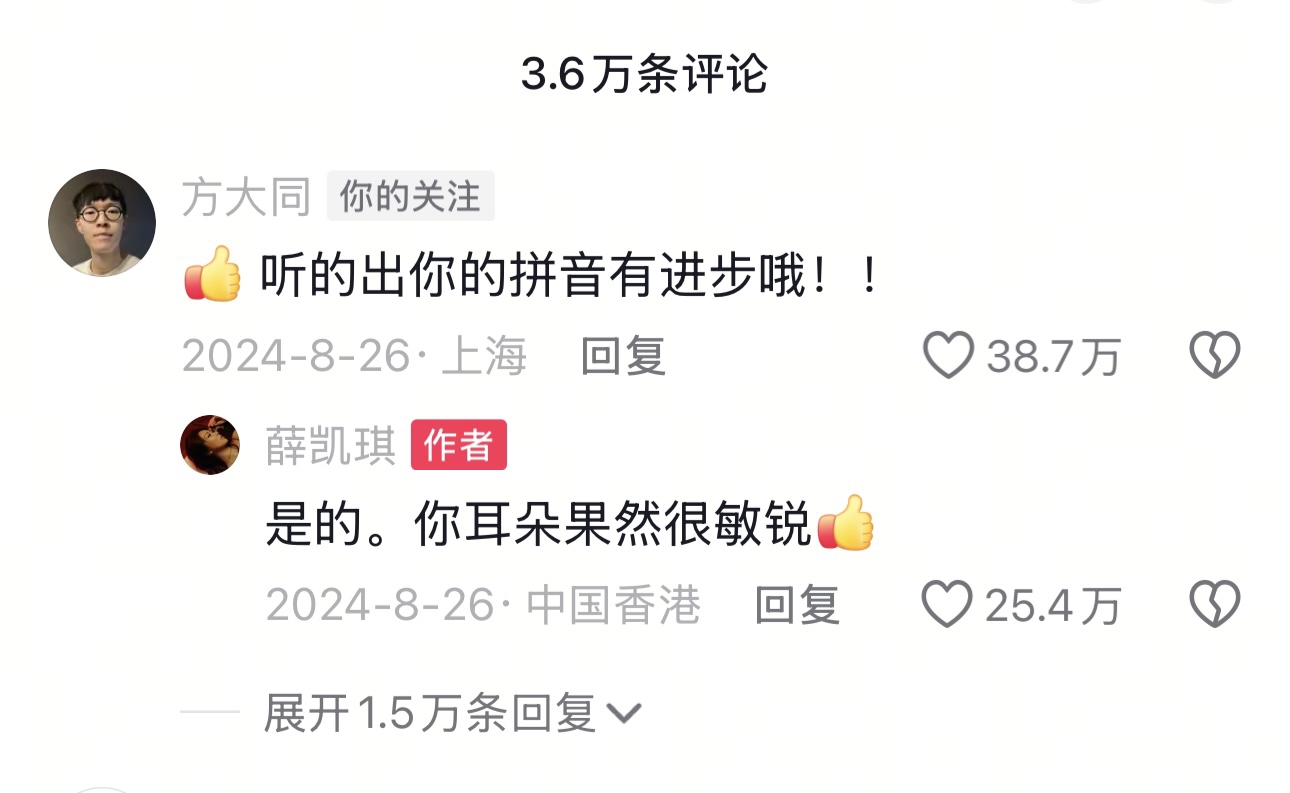 3.6万条评论
方大同 你的关注
👍 听的出你的拼音有进步哦！！
2024-8-26· 上海 回复 38.7万
薛凯琪 作者
是的。你耳朵果然很敏锐👍
2024-8-26· 中国香港 回复 25.4万
展开1.5万条回复